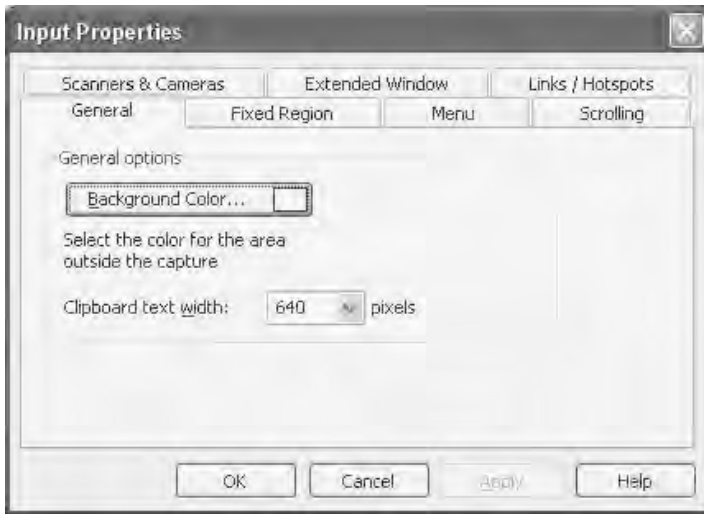 Input Properties
Scanners & Cameras Extended Window Links / Hotspots
General Fixed Region Menu Scrolling
General options
Background Color...
Select the color for the area
outside the capture
Clipboard text width: 640 pixels
OK Cancel Apply Help